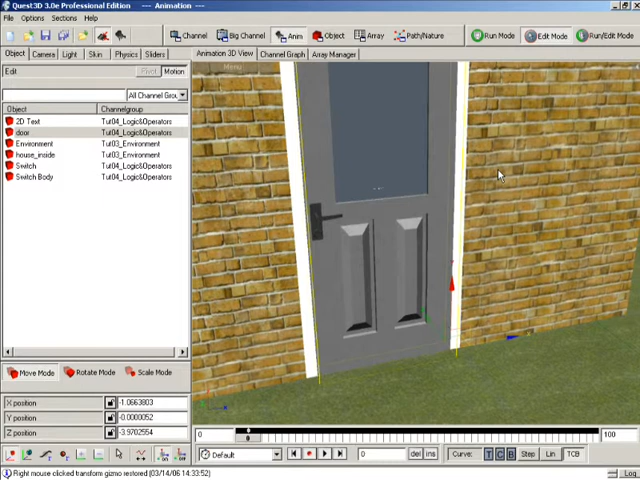 Quest3D 3.0e Professional Edition ---- Animation ----
File Options Sections Help
Channel Big Channel Anim Object Array Path/Nature Run Mode Edit Mode Run/Edit Mode
Object Camera Light Skin Physics Sliders Animation 3D View Channel Graph Array Manager
Edit Pivot Motion
Menu
All Channel Grou
Object Channelgroup
2D Text Tut04_Logic&Operators
door Tut04_Logic&Operators
Environment Tut03_Environment
house_inside Tut03_Environment
Switch Tut04_Logic&Operators
Switch Body Tut04_Logic&Operators
Move Mode Rotate Mode Scale Mode
X position -1.0663803
Y position -0.0000052
Z position -3.9702554
0 0 100
Default 0 del ins Curve: T C B Step Lin TCB
Right mouse clicked transform gizmo restored (03/14/06 14:33:52) Log